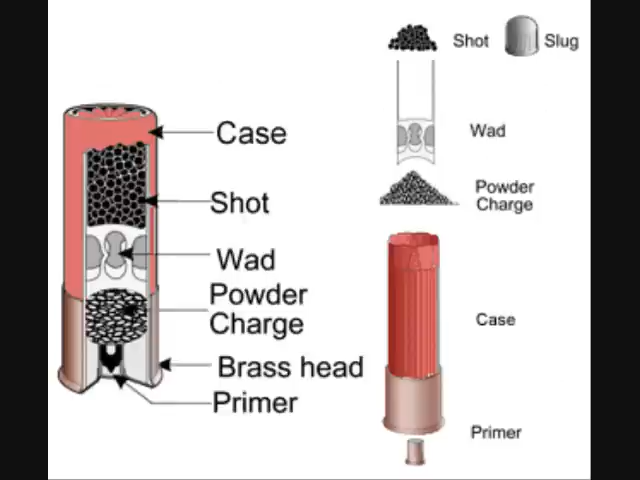 Case
Shot
Wad
Powder
Charge
Brass head
Primer
Shot
Slug
Wad
Powder
Charge
Case
Primer